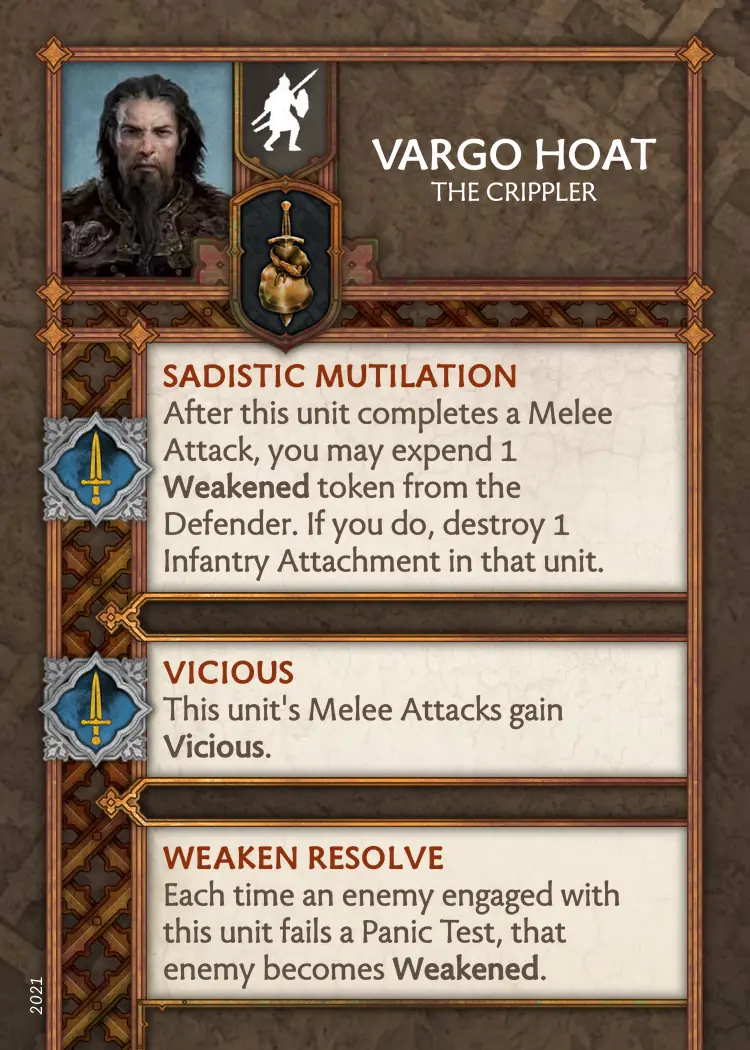 VARGO HOAT
THE CRIPPLER
SADISTIC MUTILATION
After this unit completes a Melee
Attack, you may expend 1
Weakened token from the
Defender. If you do, destroy 1
Infantry Attachment in that unit.
VICIOUS
This unit's Melee Attacks gain
Vicious.
WEAKEN RESOLVE
Each time an enemy engaged with
this unit fails a Panic Test, that
enemy becomes Weakened.
2021